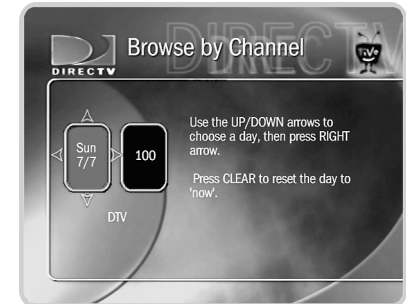 Browse by Channel
DIRECTV
TiVo
Use the UP/DOWN arrows to
choose a day, then press RIGHT
arrow.
Sun
7/7
100
Press CLEAR to reset the day to
'now'.
DTV